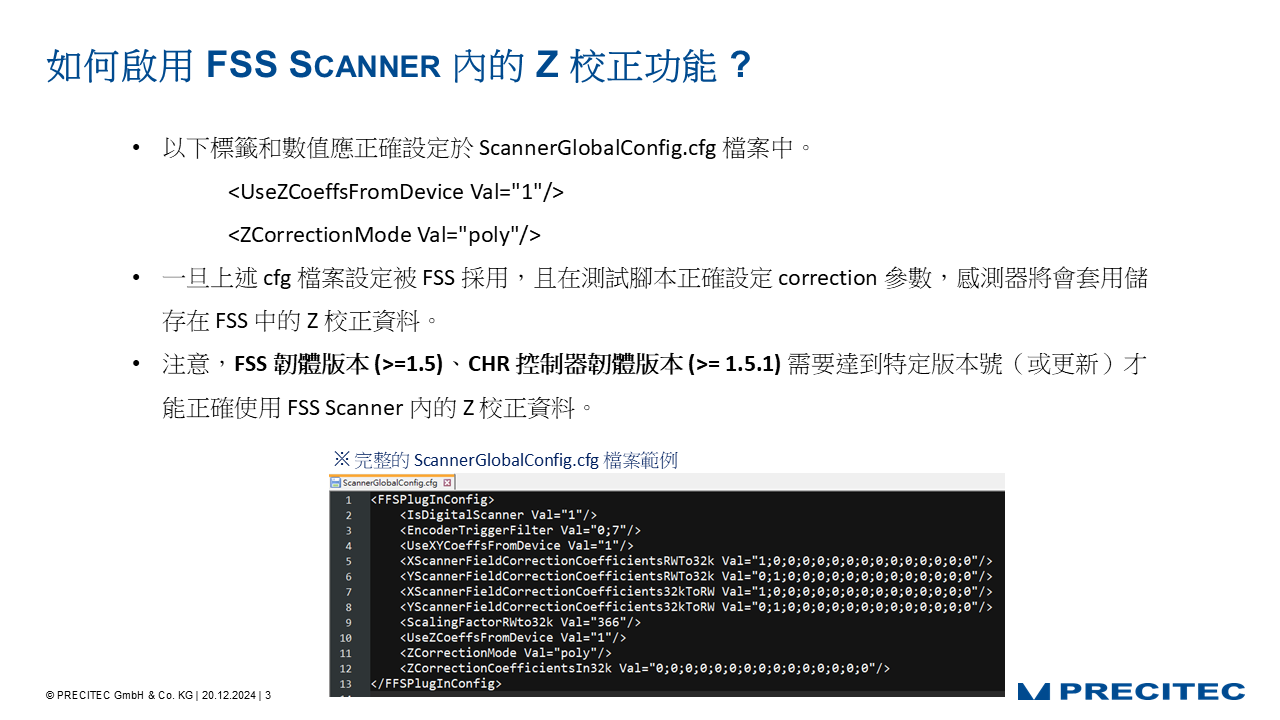 如何啟用 FSS SCANNER 內的 Z 校正功能 ?
• 以下標籤和數值應正確設定於 ScannerGlobalConfig.cfg 檔案中。
<UseZCoeffsFromDevice Val="1"/>
<ZCorrectionMode Val="poly"/>
• 一旦上述 cfg 檔案設定被 FSS 採用，且在測試腳本正確設定 correction 參數，感測器將會套用儲
存在 FSS 中的 Z 校正資料。
• 注意，FSS 韌體版本 (>=1.5)、CHR 控制器韌體版本 (>= 1.5.1) 需要達到特定版本號（或更新）才
能正確使用 FSS Scanner 內的 Z 校正資料。
※ 完整的 ScannerGlobalConfig.cfg 檔案範例
ScannerGlobalConfig.cfg
1 <FFSPlugInConfig>
2 <IsDigitalScanner Val="1"/>
3 <EncoderTriggerFilter Val="0;7"/>
4 <UseXYCoeffsFromDevice Val="1"/>
5 <XScannerFieldCorrectionCoefficientsRWTo32k Val="1;0;0;0;0;0;0;0;0;0;0;0;0;0;0"/>
6 <YScannerFieldCorrectionCoefficientsRWTo32k Val="0;1;0;0;0;0;0;0;0;0;0;0;0;0;0"/>
7 <XScannerFieldCorrectionCoefficients32kToRW Val="1;0;0;0;0;0;0;0;0;0;0;0;0;0;0"/>
8 <YScannerFieldCorrectionCoefficients32kToRW Val="0;1;0;0;0;0;0;0;0;0;0;0;0;0;0"/>
9 <ScalingFactorRWto32k Val="366"/>
10 <UseZCoeffsFromDevice Val="1"/>
11 <ZCorrectionMode Val="poly"/>
12 <ZCorrectionCoefficientsIn32k Val="0;0;0;0;0;0;0;0;0;0;0;0;0;0;0"/>
13 </FFSPlugInConfig>
© PRECITEC GmbH & Co. KG | 20.12.2024 | 3
PRECITEC